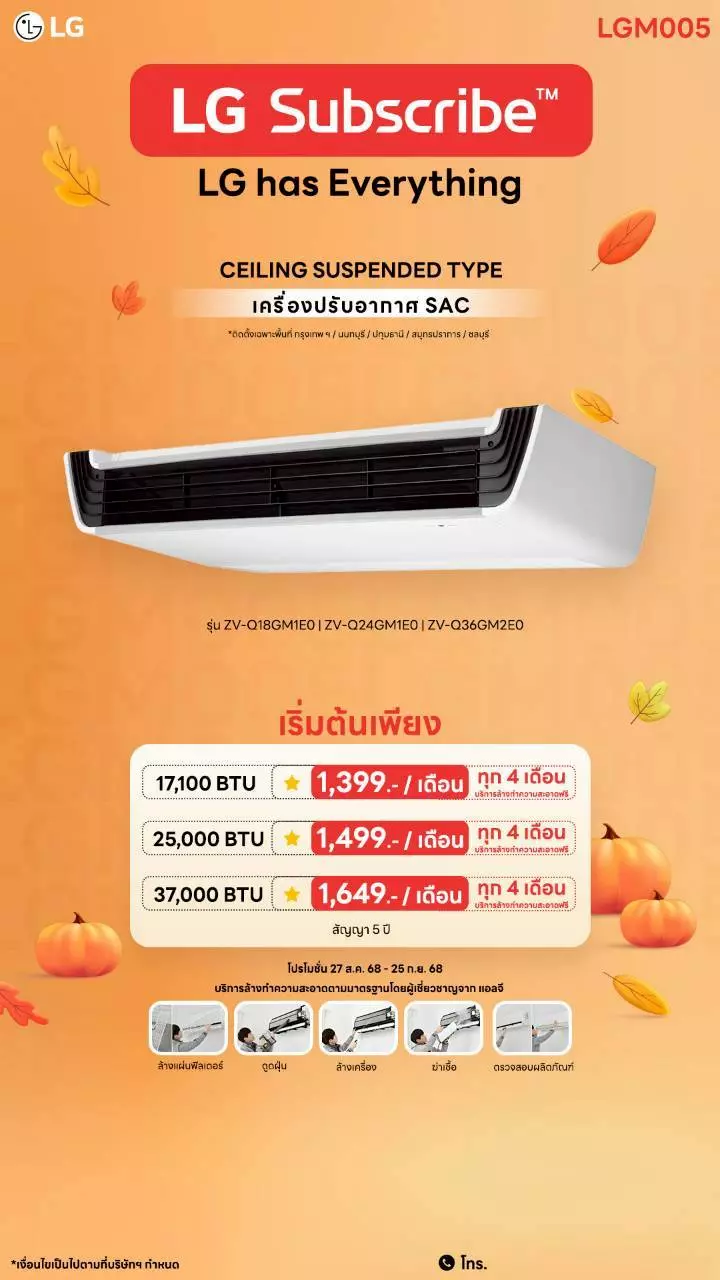 LG
LGM005
LG Subscribe™
LG has Everything
CEILING SUSPENDED TYPE
เครื่องปรับอากาศ SAC
*ติดตั้งเฉพาะพื้นที่ กรุงเทพ ฯ / นนทบุรี / ปทุมธานี / สมุทรปราการ / ชลบุรี
รุ่น ZV-Q18GM1E0 | ZV-Q24GM1E0 | ZV-Q36GM2E0
เริ่มต้นเพียง
17,100 BTU 1,399.- / เดือน ทุก 4 เดือน
บริการล้างทำความสะอาดฟรี
25,000 BTU 1,499.- / เดือน ทุก 4 เดือน
บริการล้างทำความสะอาดฟรี
37,000 BTU 1,649.- / เดือน ทุก 4 เดือน
บริการล้างทำความสะอาดฟรี
สัญญา 5 ปี
โปรโมชั่น 27 ส.ค. 68 - 25 ก.ย. 68
บริการล้างทำความสะอาดตามมาตรฐานโดยผู้เชี่ยวชาญจาก แอลจี
ล้างแผ่นฟิลเตอร์ ดูดฝุ่น ล้างเครื่อง ฆ่าเชื้อ ตรวจสอบผลิตภัณฑ์
*เงื่อนไขเป็นไปตามที่บริษัทฯ กำหนด
โทร.